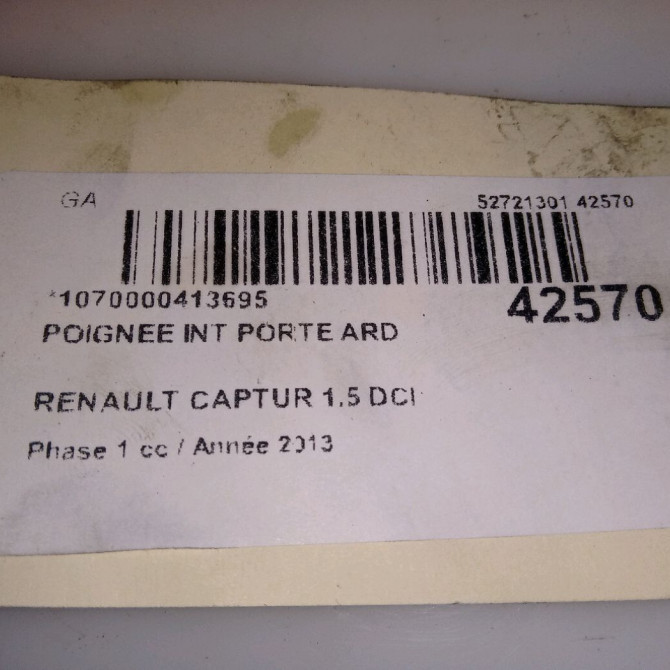 GA 52721301 42570
*1070000413695 42570
POIGNEE INT PORTE ARD
RENAULT CAPTUR 1.5 DCI
Phase 1 cc / Année 2013